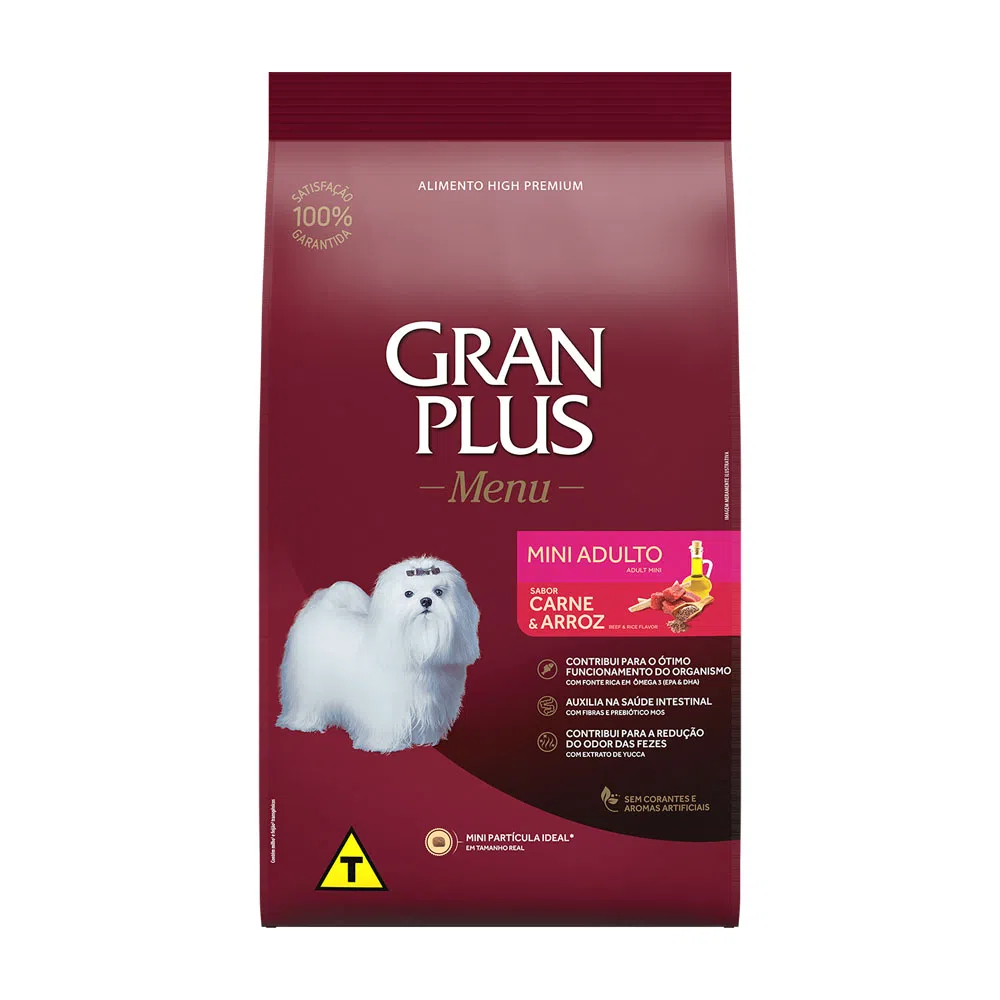 ALIMENTO HIGH PREMIUM
SATISFAÇÃO
100%
GARANTIDA
GRAN
PLUS
Menu
IMAGEM MERAMENTE ILUSTRATIVA
MINI ADULTO
ADULT MINI
SABOR
CARNE
& ARROZ
BEEF & RICE FLAVOR
CONTRIBUI PARA O ÓTIMO
FUNCIONAMENTO DO ORGANISMO
COM FONTE RICA EM ÔMEGA 3 (EPA & DHA)
AUXILIA NA SAÚDE INTESTINAL
COM FIBRAS E PREBIÓTICO MOS
CONTRIBUI PARA A REDUÇÃO
DO ODOR DAS FEZES
COM EXTRATO DE YUCCA
SEM CORANTES E
AROMAS ARTIFICIAIS
MINI PARTÍCULA IDEAL*
EM TAMANHO REAL
T